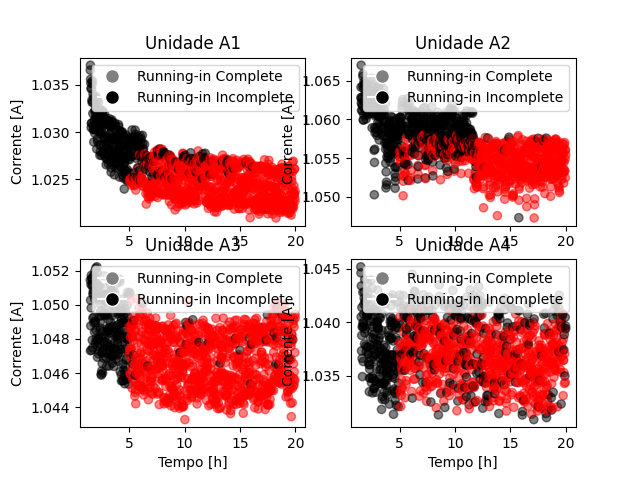 Unidade A1
Corrente [A]
1.035
1.030
1.025
5
10
15
20
Running-in Complete
Running-in Incomplete
Unidade A2
Corrente [A]
1.065
1.060
1.055
1.050
5
10
15
20
Running-in Complete
Running-in Incomplete
Unidade A3
Corrente [A]
1.052
1.050
1.048
1.046
1.044
5
10
15
20
Tempo [h]
Running-in Complete
Running-in Incomplete
Unidade A4
Corrente [A]
1.045
1.040
1.035
5
10
15
20
Tempo [h]
Running-in Complete
Running-in Incomplete